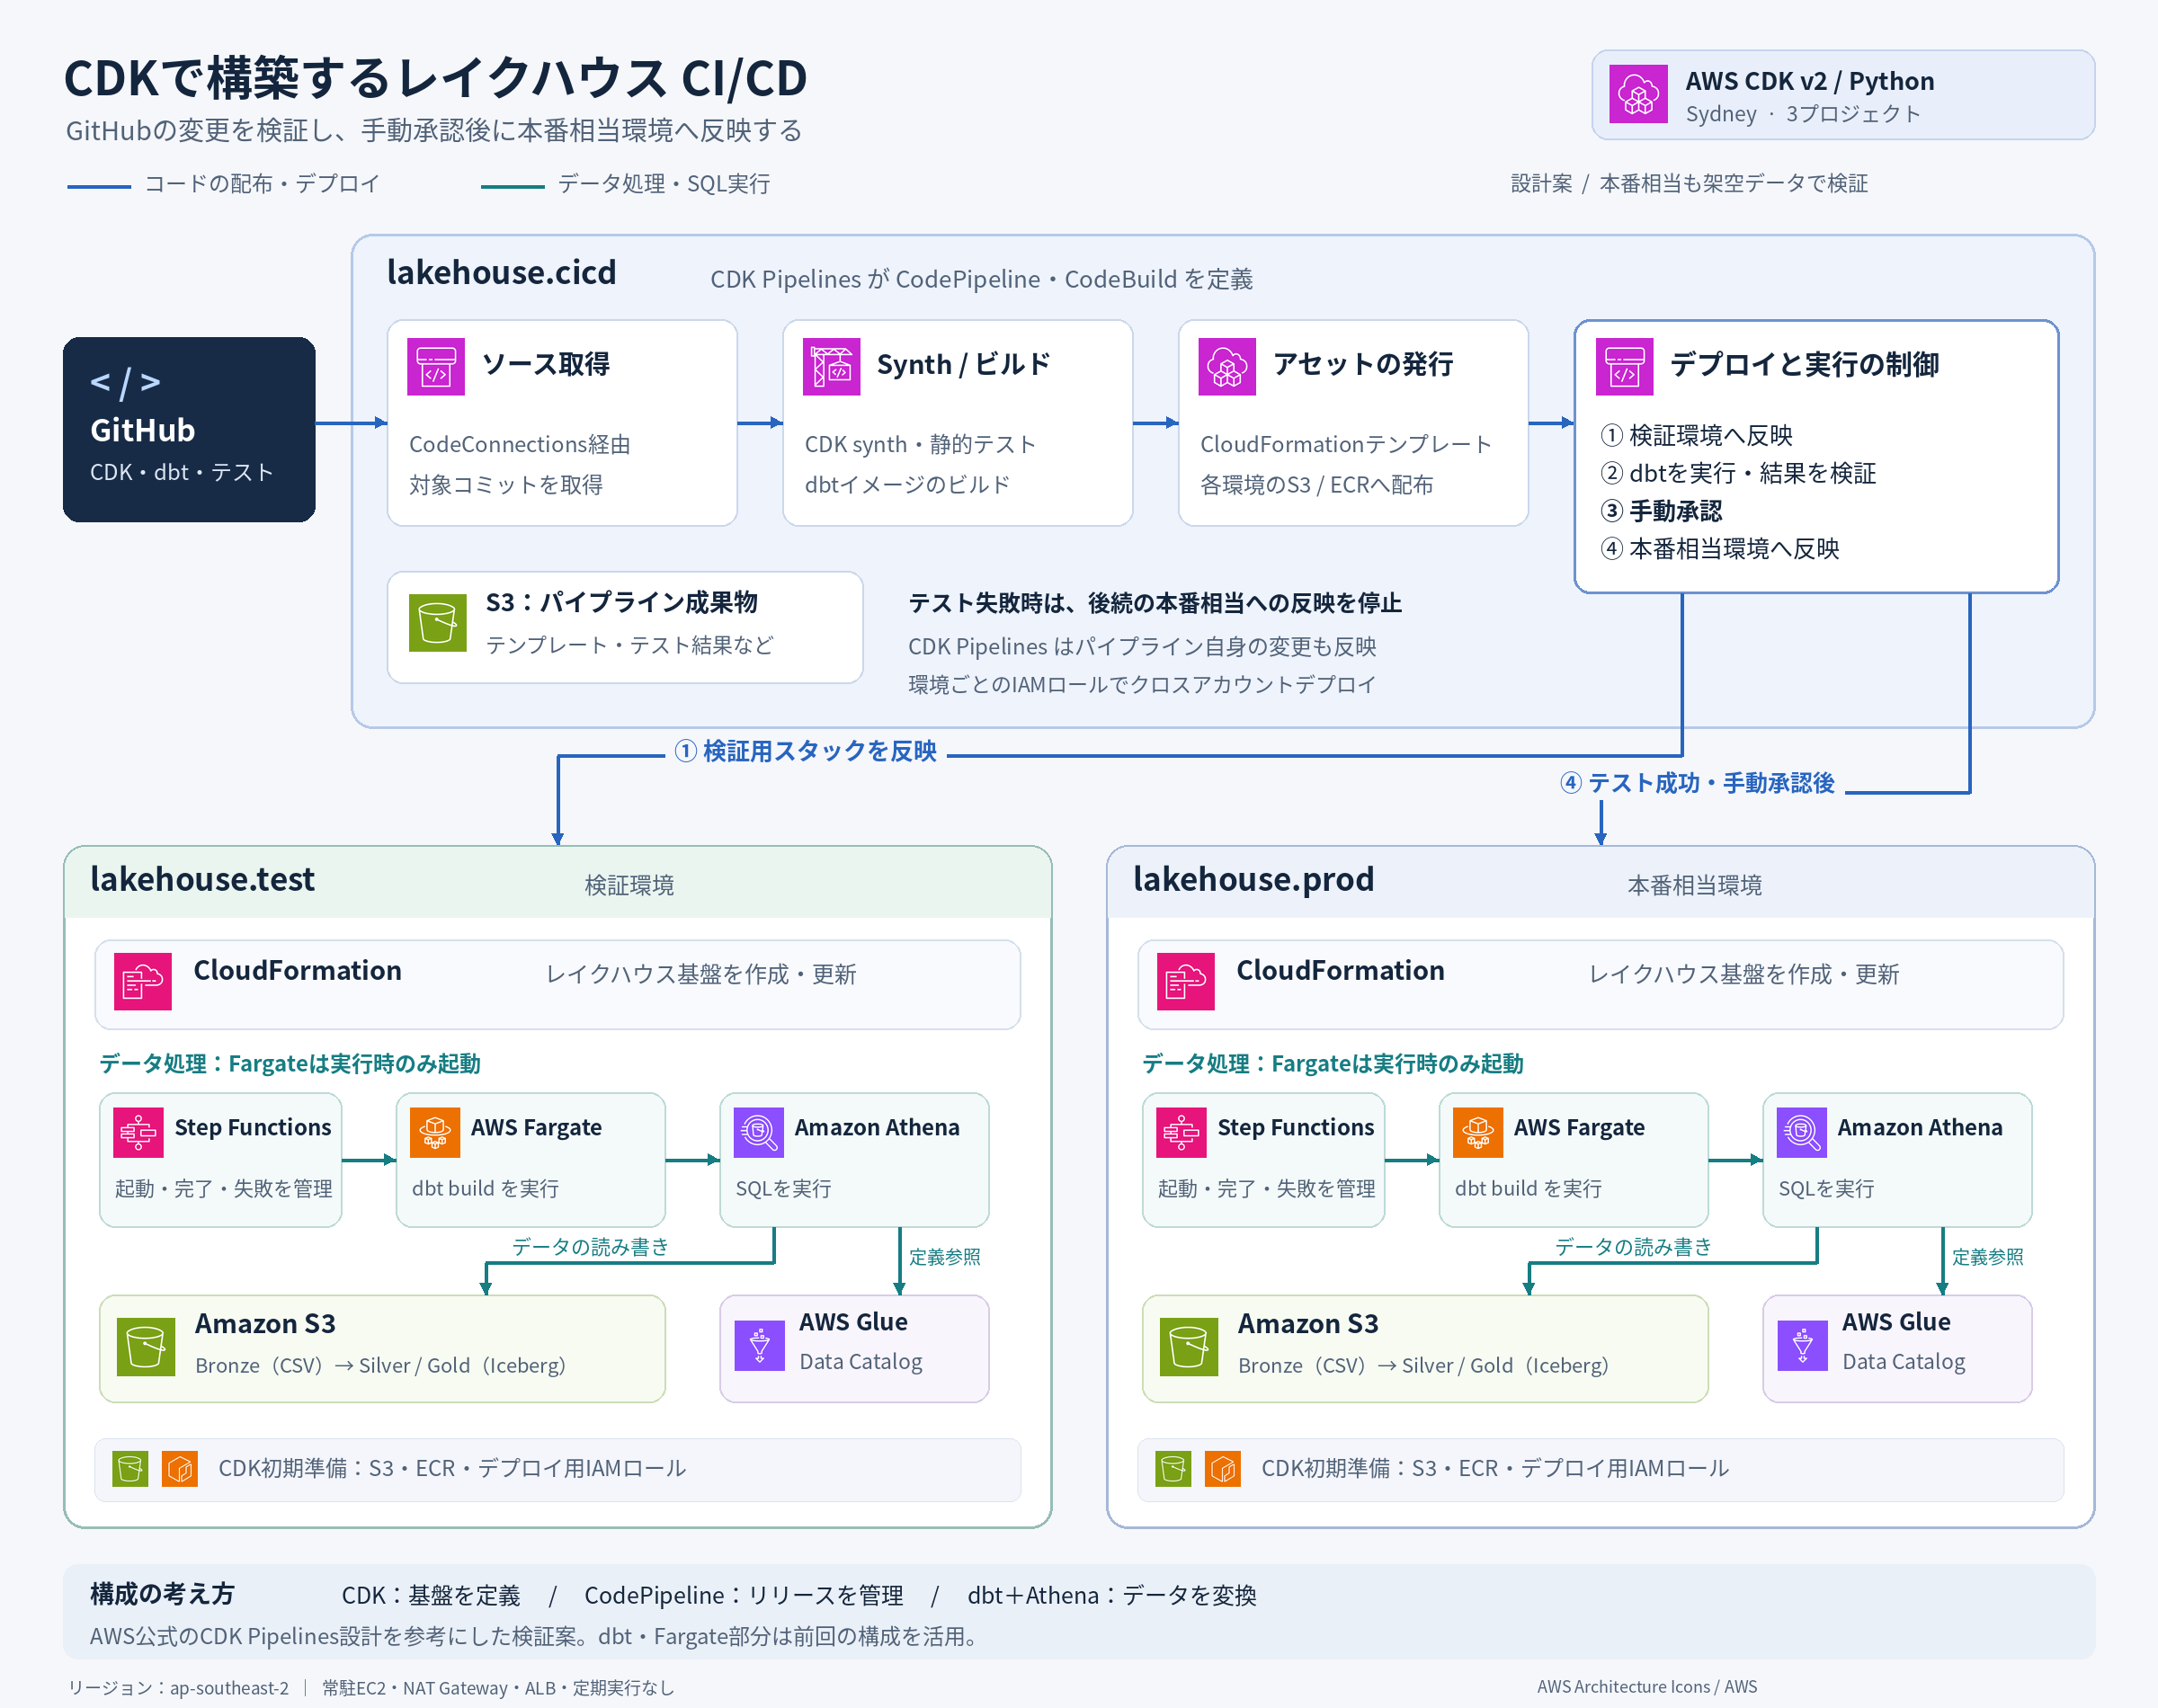 CDKで構築するレイクハウス CI/CD
GitHubの変更を検証し、手動承認後に本番相当環境へ反映する
AWS CDK v2 / Python
Sydney · 3プロジェクト
コードの配布・デプロイ
データ処理・SQL実行
設計案 / 本番相当も架空データで検証
lakehouse.cicd
CDK Pipelines が CodePipeline・CodeBuild を定義
</>
GitHub
CDK・dbt・テスト
ソース取得
CodeConnections経由
対象コミットを取得
Synth / ビルド
CDK synth・静的テスト
dbtイメージのビルド
アセットの発行
CloudFormationテンプレート
各環境のS3 / ECRへ配布
デプロイと実行の制御
① 検証環境へ反映
② dbtを実行・結果を検証
③ 手動承認
④ 本番相当環境へ反映
S3：パイプライン成果物
テンプレート・テスト結果など
テスト失敗時は、後続の本番相当への反映を停止
CDK Pipelines はパイプライン自身の変更も反映
環境ごとのIAMロールでクロスアカウントデプロイ
① 検証用スタックを反映
④ テスト成功・手動承認後
lakehouse.test
検証環境
CloudFormation
レイクハウス基盤を作成・更新
データ処理：Fargateは実行時のみ起動
Step Functions
起動・完了・失敗を管理
AWS Fargate
dbt build を実行
Amazon Athena
SQLを実行
データの読み書き
定義参照
Amazon S3
Bronze（CSV）→ Silver / Gold（Iceberg）
AWS Glue
Data Catalog
CDK初期準備：S3・ECR・デプロイ用IAMロール
lakehouse.prod
本番相当環境
CloudFormation
レイクハウス基盤を作成・更新
データ処理：Fargateは実行時のみ起動
Step Functions
起動・完了・失敗を管理
AWS Fargate
dbt build を実行
Amazon Athena
SQLを実行
データの読み書き
定義参照
Amazon S3
Bronze（CSV）→ Silver / Gold（Iceberg）
AWS Glue
Data Catalog
CDK初期準備：S3・ECR・デプロイ用IAMロール
構成の考え方
CDK：基盤を定義 / CodePipeline：リリースを管理 / dbt＋Athena：データを変換
AWS公式のCDK Pipelines設計を参考にした検証案。dbt・Fargate部分は前回の構成を活用。
リージョン：ap-southeast-2 ｜ 常駐EC2・NAT Gateway・ALB・定期実行なし
AWS Architecture Icons / AWS